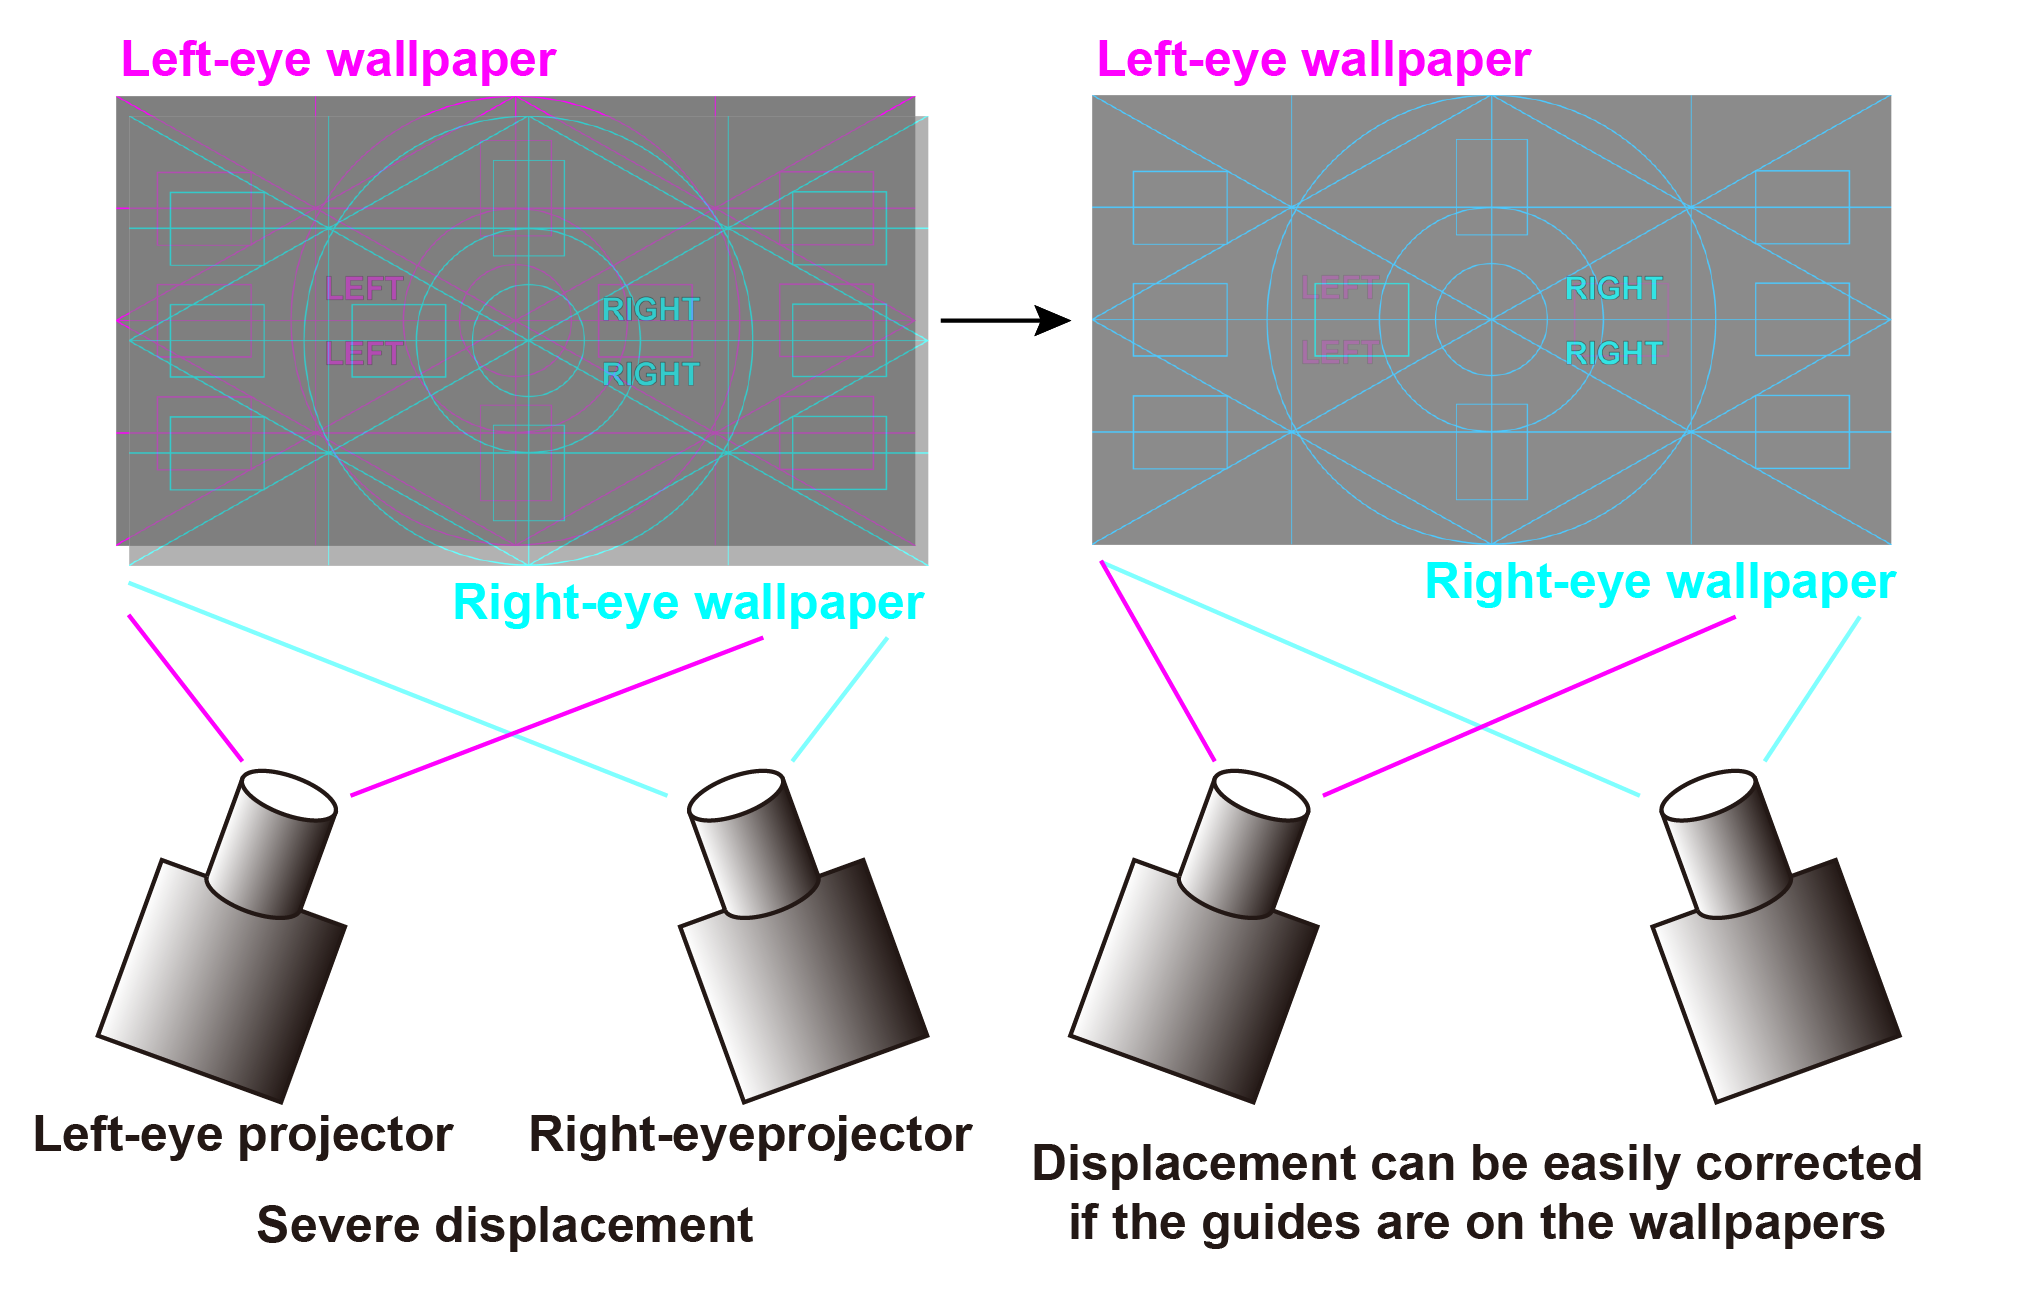 Left-eye wallpaper
LEFT
RIGHT
LEFT
RIGHT
Right-eye wallpaper
Left-eye projector
Right-eyeprojector
Severe displacement
Left-eye wallpaper
LEFT
RIGHT
LEFT
RIGHT
Right-eye wallpaper
Displacement can be easily corrected
if the guides are on the wallpapers